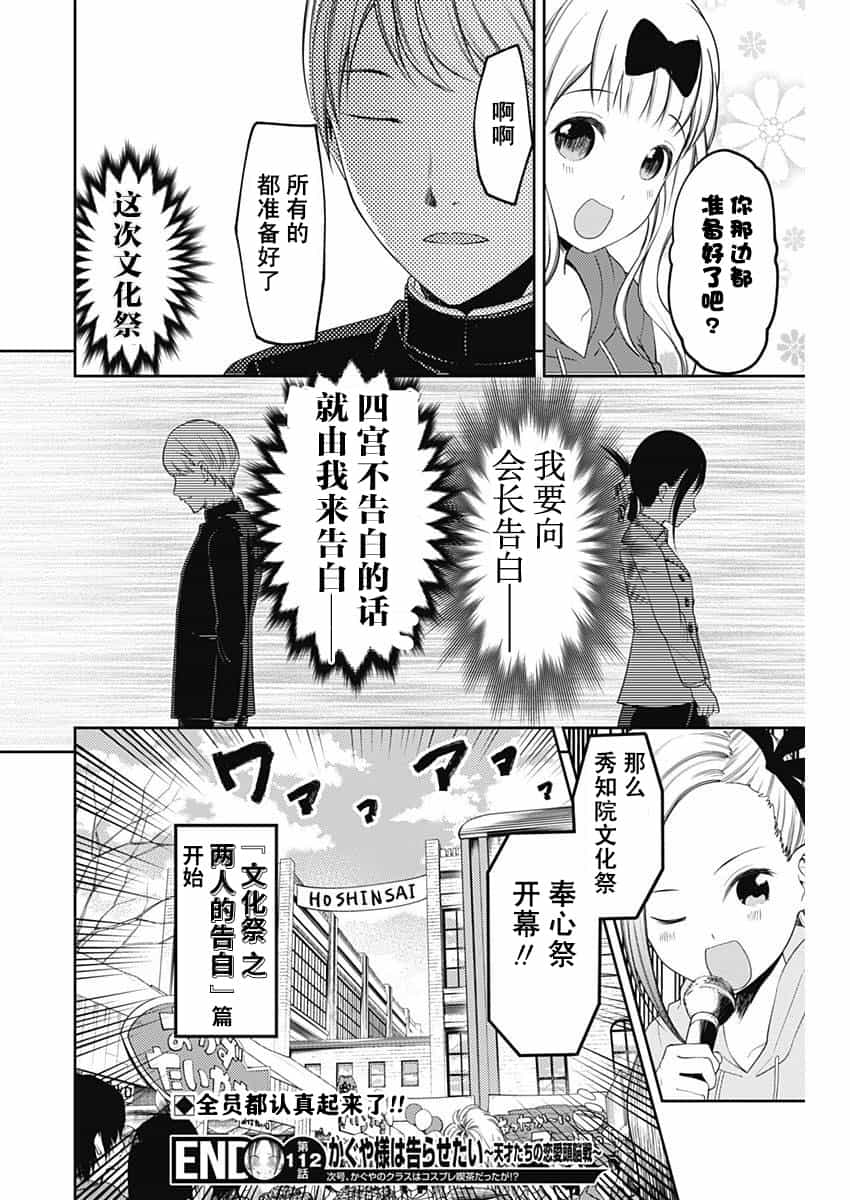 你那边都
准备好了吧？
啊
啊
所有的
都准备好了
这次文化祭
我要向
会长告白——
四宫不告白的话
就由我来告白——
那么
秀知院文化祭
奉心祭
开幕!!
ワァ ワァ
HOSHINSAI
『文化祭 之
两人的告白』篇
开始
◆全员都认真起来了!!
END
第112話
かぐや様は告らせたい～天才たちの恋愛頭脳戦～
次号、かぐやのクラスはコスプレ喫茶だったが!?